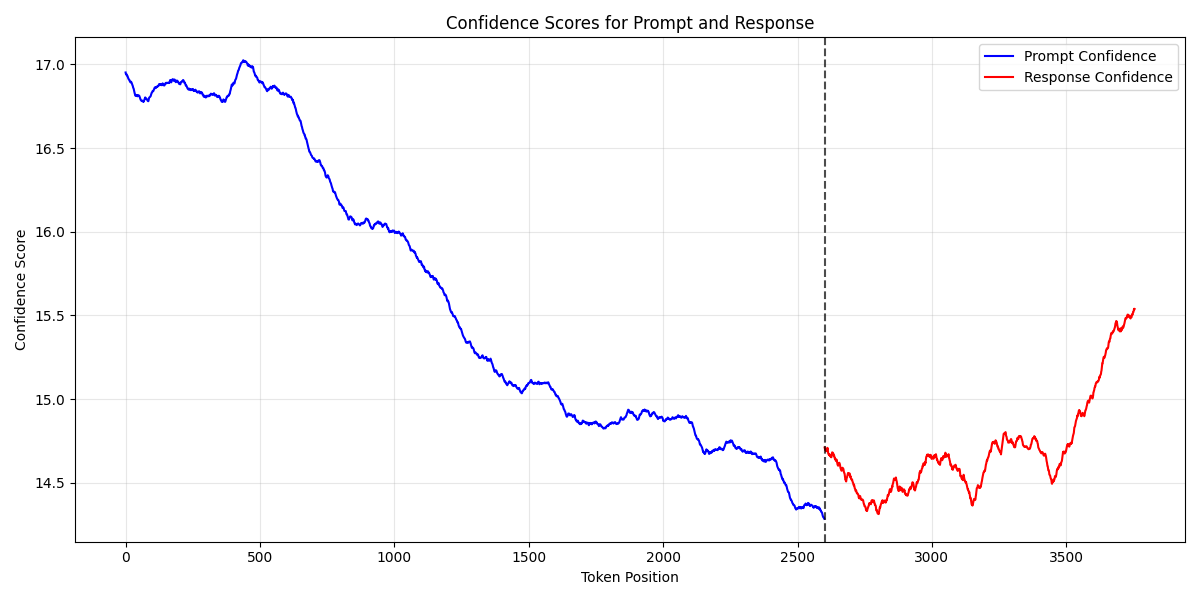 Confidence Scores for Prompt and Response
Prompt Confidence
Response Confidence
Confidence Score
17.0
16.5
16.0
15.5
15.0
14.5
0 500 1000 1500 2000 2500 3000 3500
Token Position